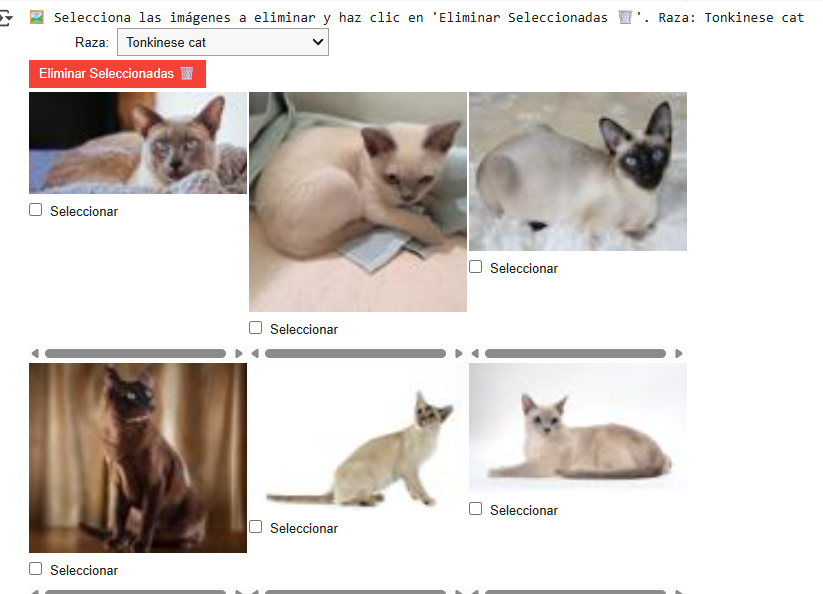 Selecciona las imágenes a eliminar y haz clic en 'Eliminar Seleccionadas 🗑️'. Raza: Tonkinese cat
Raza: Tonkinese cat
Eliminar Seleccionadas 🗑️
Seleccionar
Seleccionar
Seleccionar
Seleccionar
Seleccionar
Seleccionar